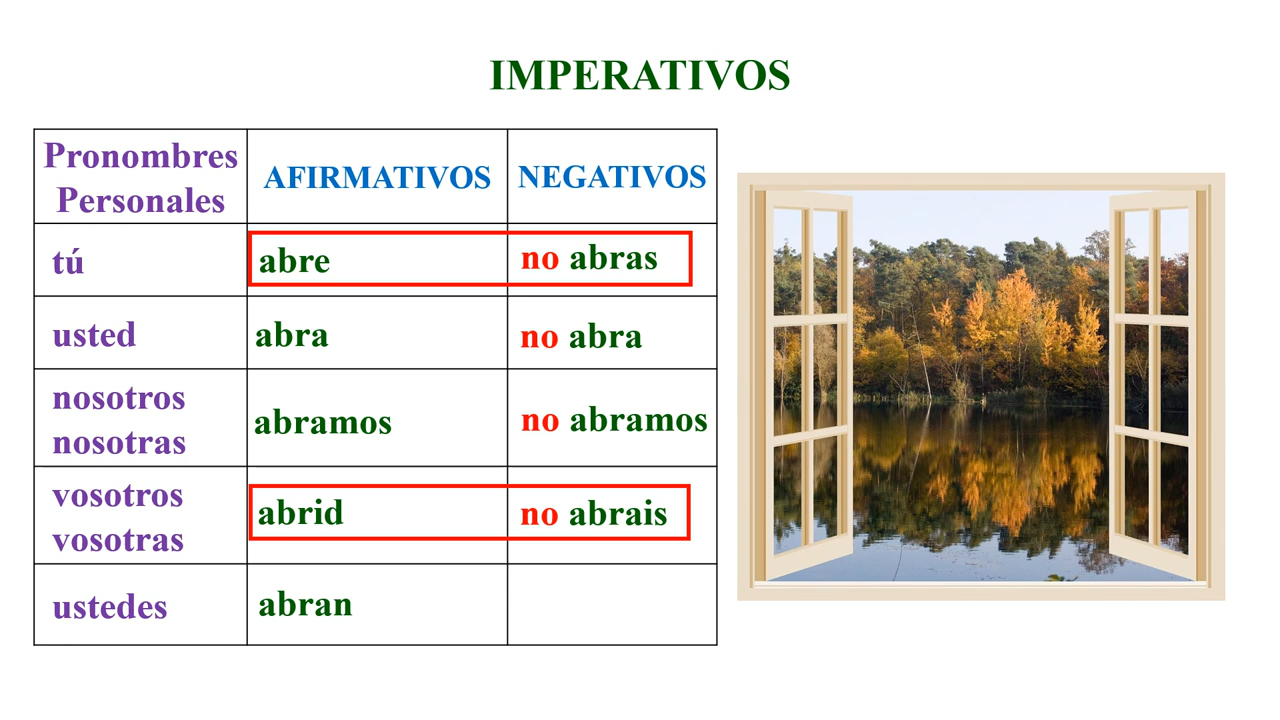 IMPERATIVOS
Pronombres
Personales
AFIRMATIVOS
NEGATIVOS
tú
abre
no abras
usted
abra
no abra
nosotros
nosotras
abramos
no abramos
vosotros
vosotras
abrid
no abrais
ustedes
abran